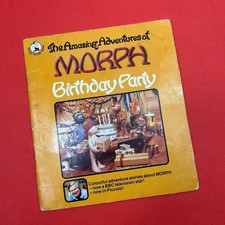 The Amazing Adventures of
MORPH
Birthday Party
Colourful adventure stories about MORPH
- now a BBC television star!
- now in Piccolo!